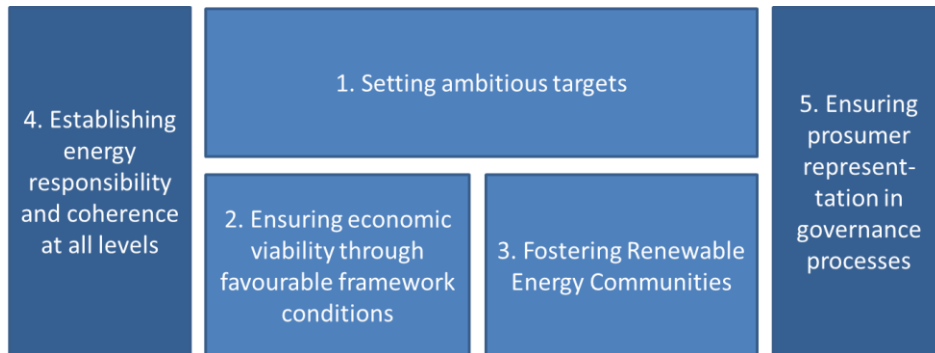 1. Setting ambitious targets
4. Establishing
energy
responsibility
and coherence
at all levels
2. Ensuring economic
viability through
favourable framework
conditions
3. Fostering Renewable
Energy Communities
5. Ensuring
prosumer
represent-
tation in
governance
processes